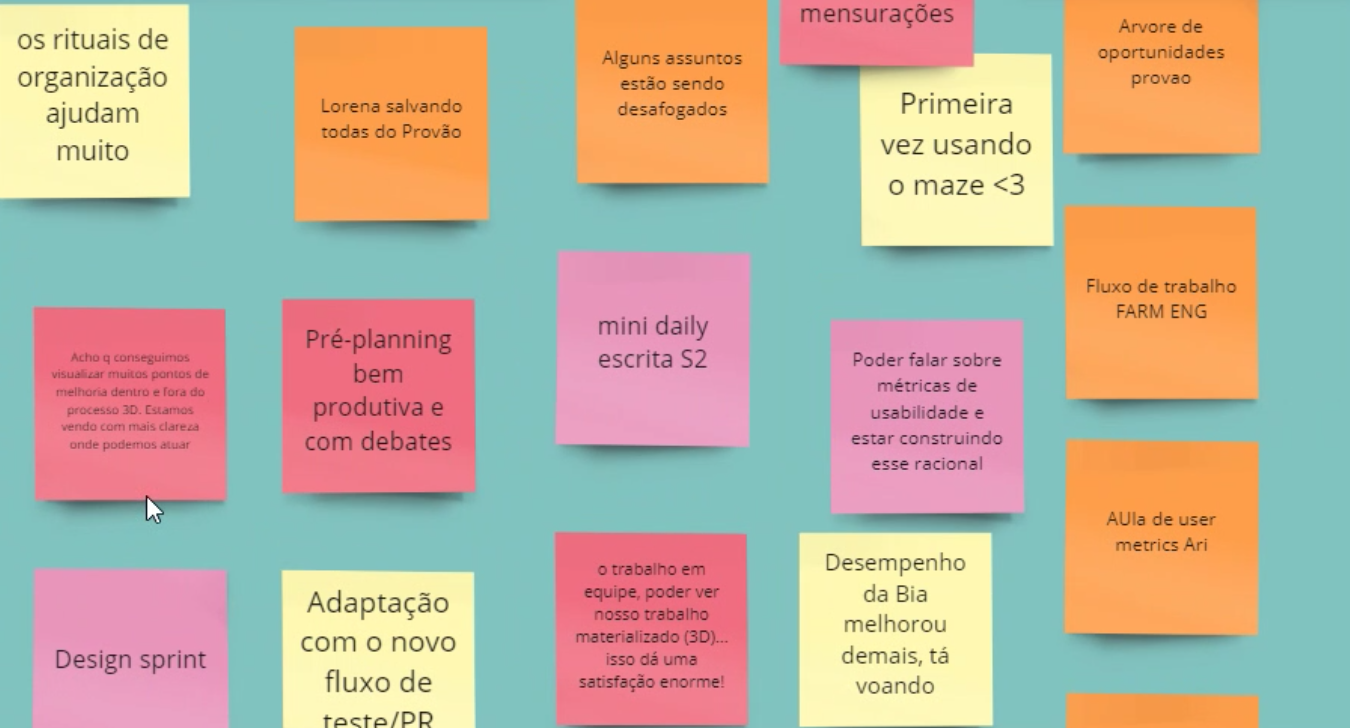 os rituais de
organização
ajudam
muito
Lorena salvando
todas do Provão
Alguns assuntos
estão sendo
desafogados
mensurações
Primeira
vez usando
o maze <3
Arvore de
oportunidades
provao
Acho q conseguimos
visualizar muitos pontos de
melhoria dentro e fora do
processo 3D. Estamos
vendo com mais clareza
onde podemos atuar
Pré-planning
bem
produtiva e
com debates
mini daily
escrita S2
Poder falar sobre
métricas de
usabilidade e
estar construindo
esse racional
Fluxo de trabalho
FARM ENG
AUla de user
metrics Ari
Design sprint
Adaptação
com o novo
fluxo de
teste/PR
o trabalho em
equipe, poder ver
nosso trabalho
materializado (3D)...
isso dá uma
satisfação enorme!
Desempenho
da Bia
melhorou
demais, tá
voando